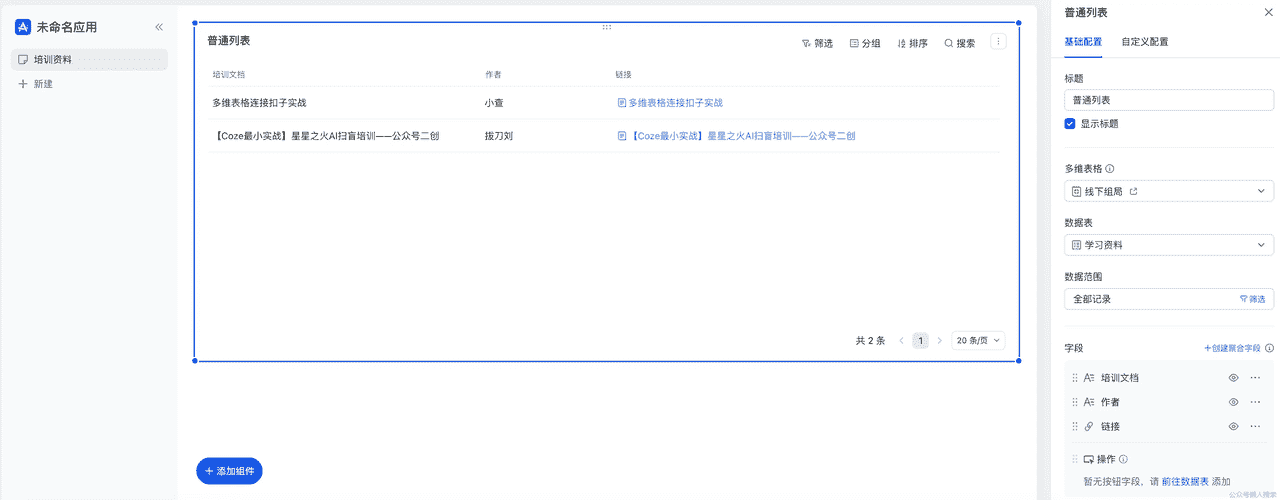 未命名应用
培训资料
新建
普通列表
筛选 分组 排序 搜索
培训文档 作者 链接
多维表格连接扣子实战 小查 多维表格连接扣子实战
【Coze最小实战】星星之火AI扫盲培训——公众号二创 拔刀刘 【Coze最小实战】星星之火AI扫盲培训——公众号二创
共 2 条 1 20 条/页
添加组件
普通列表
基础配置 自定义配置
标题
普通列表
显示标题
多维表格
线下组局
数据表
学习资料
数据范围
全部记录 筛选
字段 +创建聚合字段
培训文档
作者
链接
操作
暂无按钮字段，请 前往数据表 添加